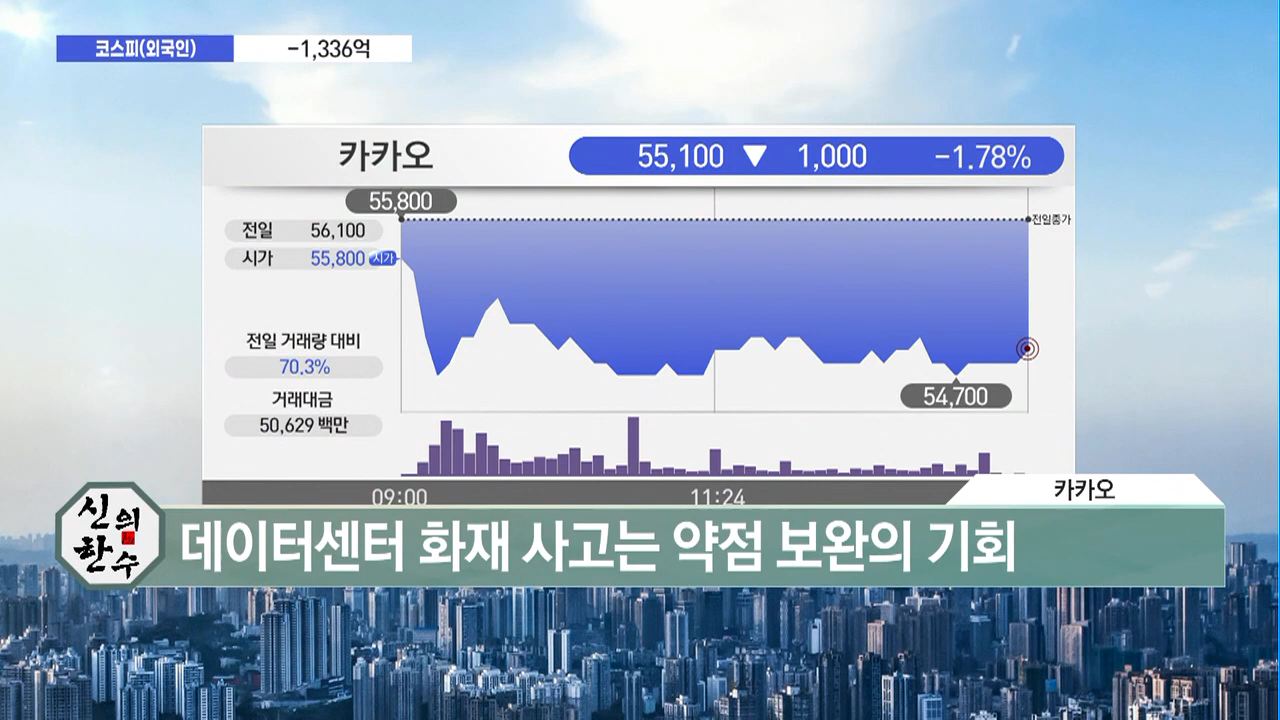 코스피(외국인) -1,336억
카카오 55,100 ▼ 1,000 -1.78%
55,800
전일종가
전일 56,100
시가 55,800 시가
전일 거래량 대비
70.3%
거래대금
50,629 백만
54,700
09:00 11:24
카카오
신의
한수
데이터센터 화재 사고는 약점 보완의 기회